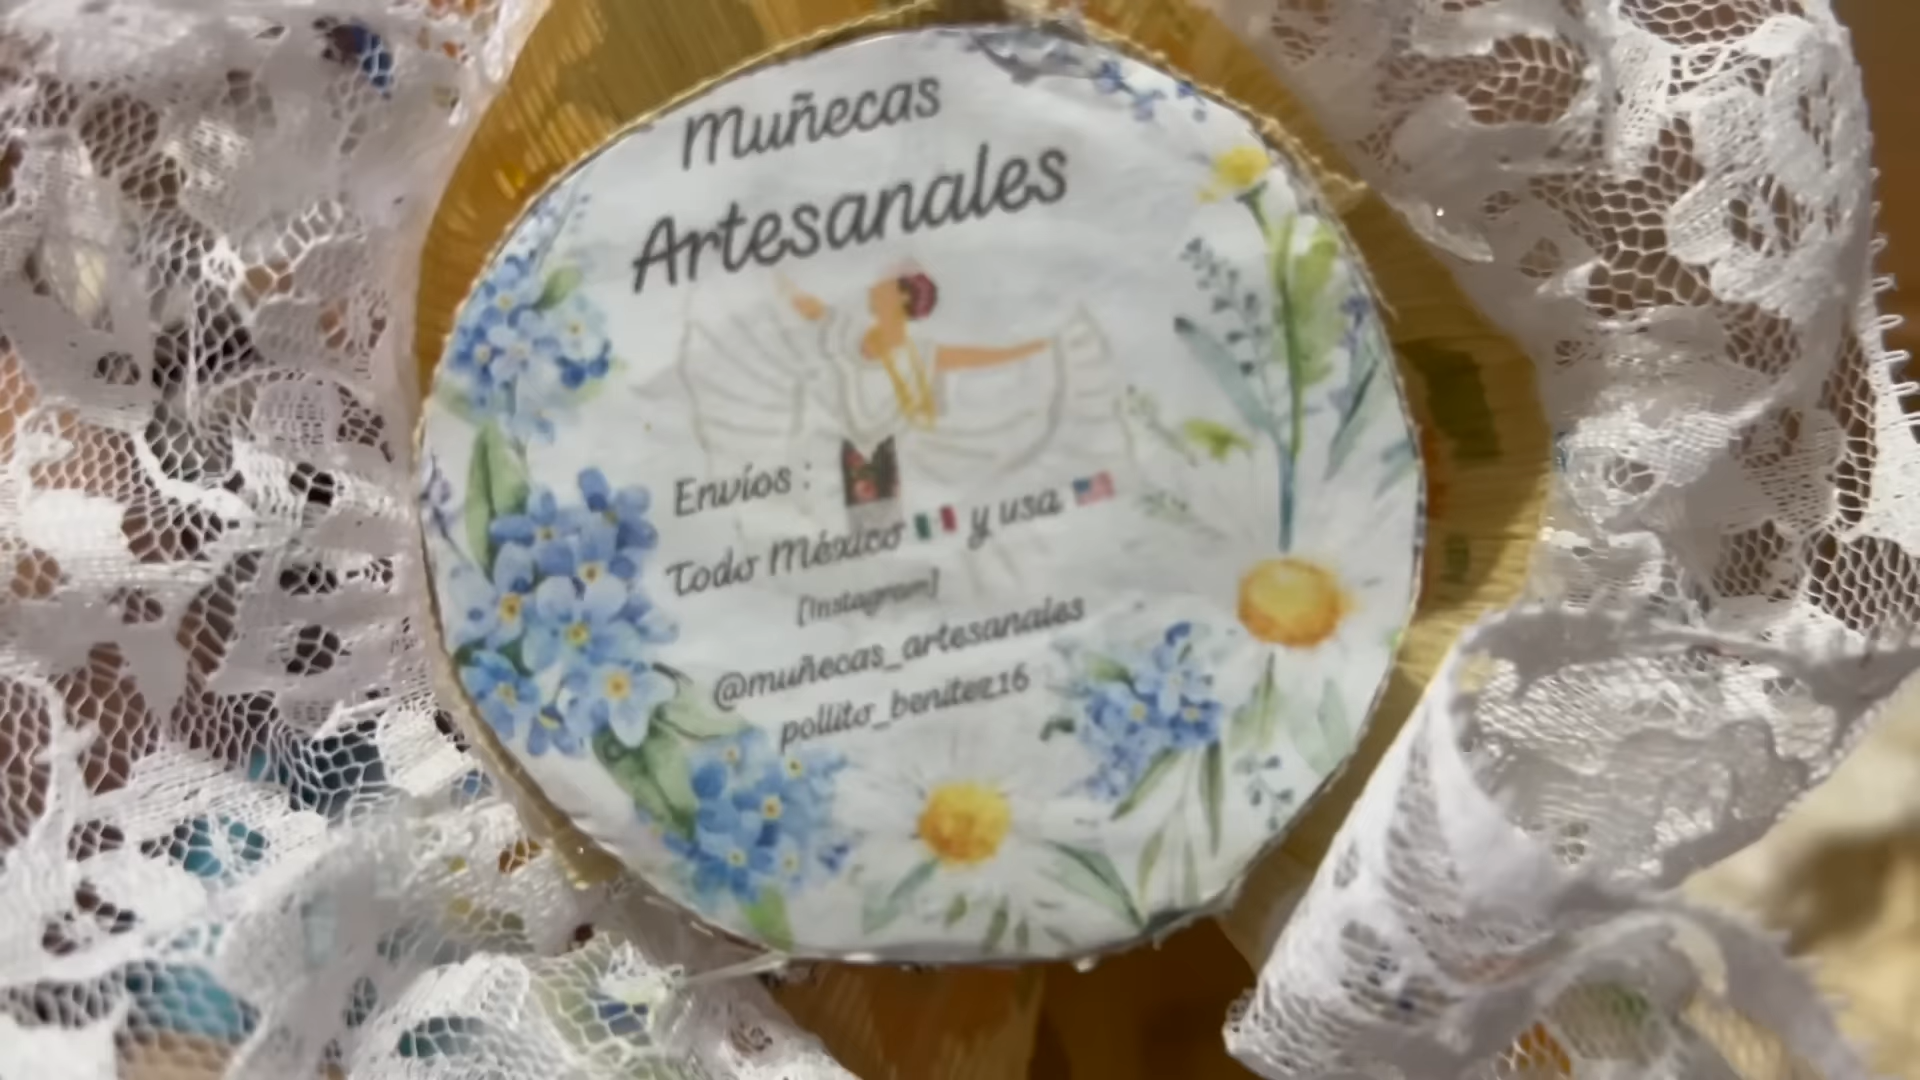 Muñecas
Artesanales
Envíos :
Todo México 🇲🇽 y usa 🇺🇸
[Instagram]
@muñecas_artesanales
pollito_benitez16